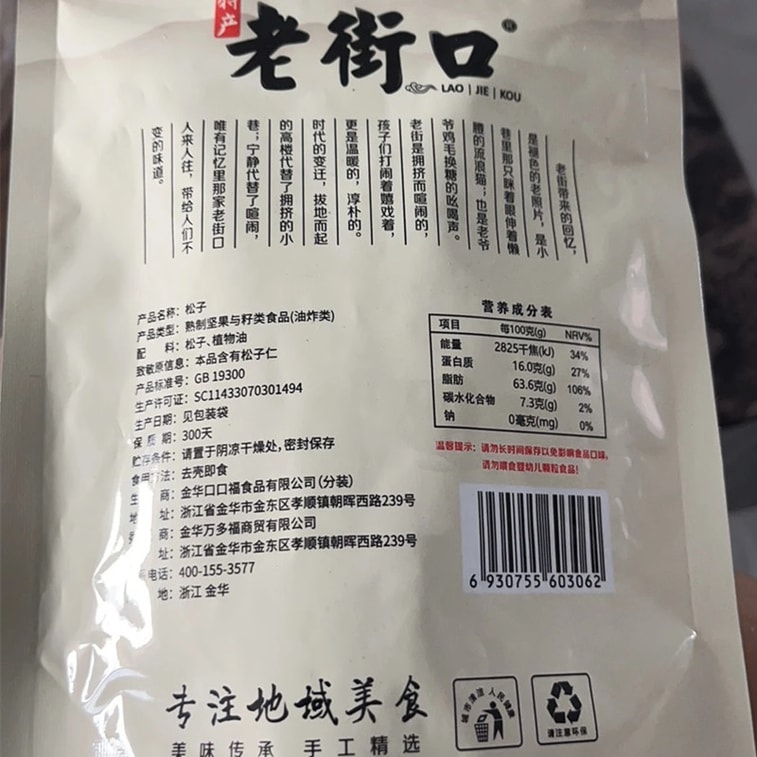 特产
老街口®
LAO | JIE | KOU
老街带来的回忆，
是褪色的老照片，是小
巷里那只眯着眼伸着懒
腰的流浪猫；也是老爷
爷鸡毛换糖的吆喝声。
老街是拥挤而喧闹的，
孩子们打闹着嬉戏着，
更是温暖的，淳朴的。
时代的变迁，拔地而起
的高楼代替了拥挤的小
巷；宁静代替了喧闹，
唯有记忆里那家老街口
人来人往，带给人们不
变的味道。
产品名称：松子
产品类型：熟制坚果与籽类食品(油炸类)
配 料：松子、植物油
致敏原信息：本品含有松子仁
产品标准号：GB 19300
生产许可证：SC11433070301494
生产日期：见包装袋
保 质 期：300天
贮存条件：请置于阴凉干燥处,密封保存
食用方法：去壳即食
生 商：金华口口福食品有限公司(分装)
地 址：浙江省金华市金东区孝顺镇朝晖西路239号
商：金华万多福商贸有限公司
址：浙江省金华市金东区孝顺镇朝晖西路239号
电话：400-155-3577
地：浙江 金华
营养成分表
项目 每100克(g) NRV%
能量 2825千焦(kJ) 34%
蛋白质 16.0克(g) 27%
脂肪 63.6克(g) 106%
碳水化合物 7.3克(g) 2%
钠 0毫克(mg) 0%
温馨提示：请勿长时间保存以免影响食品口味,
请勿喂食婴幼儿颗粒食品!
6 930755 603062
专注地域美食
美味传承 手工精选
城市清洁 人民健康
请注意环保